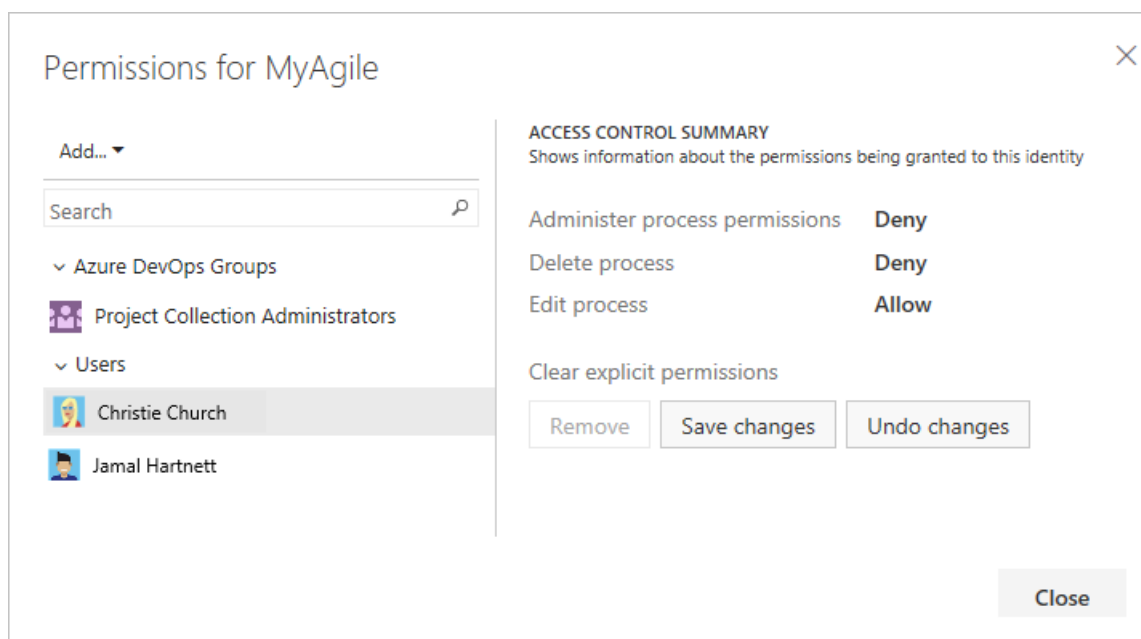 Permissions for MyAgile
Add...
Search
Azure DevOps Groups
Project Collection Administrators
Users
Christie Church
Jamal Hartnett
ACCESS CONTROL SUMMARY
Shows information about the permissions being granted to this identity
Administer process permissions Deny
Delete process Deny
Edit process Allow
Clear explicit permissions
Remove Save changes Undo changes
Close